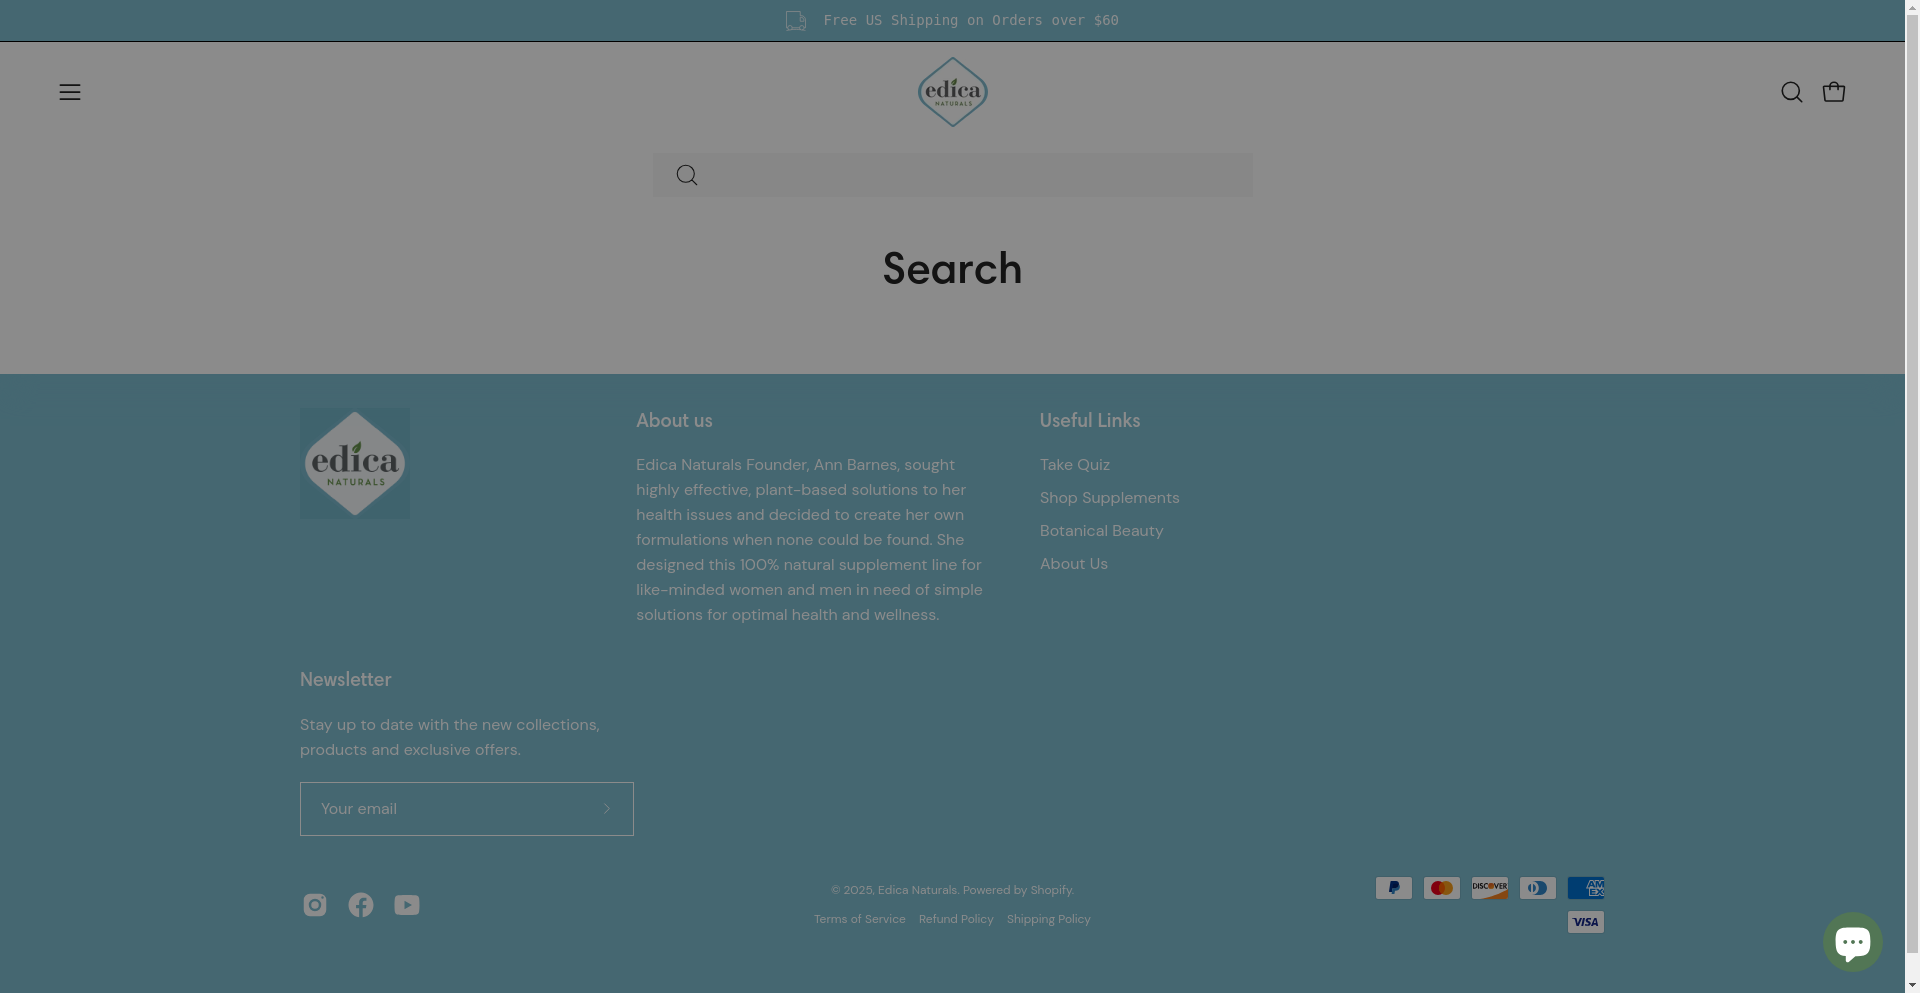 Free US Shipping on Orders over $60
edica
NATURALS
Search
edica
NATURALS
About us
Edica Naturals Founder, Ann Barnes, sought
highly effective, plant-based solutions to her
health issues and decided to create her own
formulations when none could be found. She
designed this 100% natural supplement line for
like-minded women and men in need of simple
solutions for optimal health and wellness.
Useful Links
Take Quiz
Shop Supplements
Botanical Beauty
About Us
Newsletter
Stay up to date with the new collections,
products and exclusive offers.
Your email
© 2025, Edica Naturals. Powered by Shopify.
Terms of Service Refund Policy Shipping Policy
DISCOVER
AM
EX
VISA